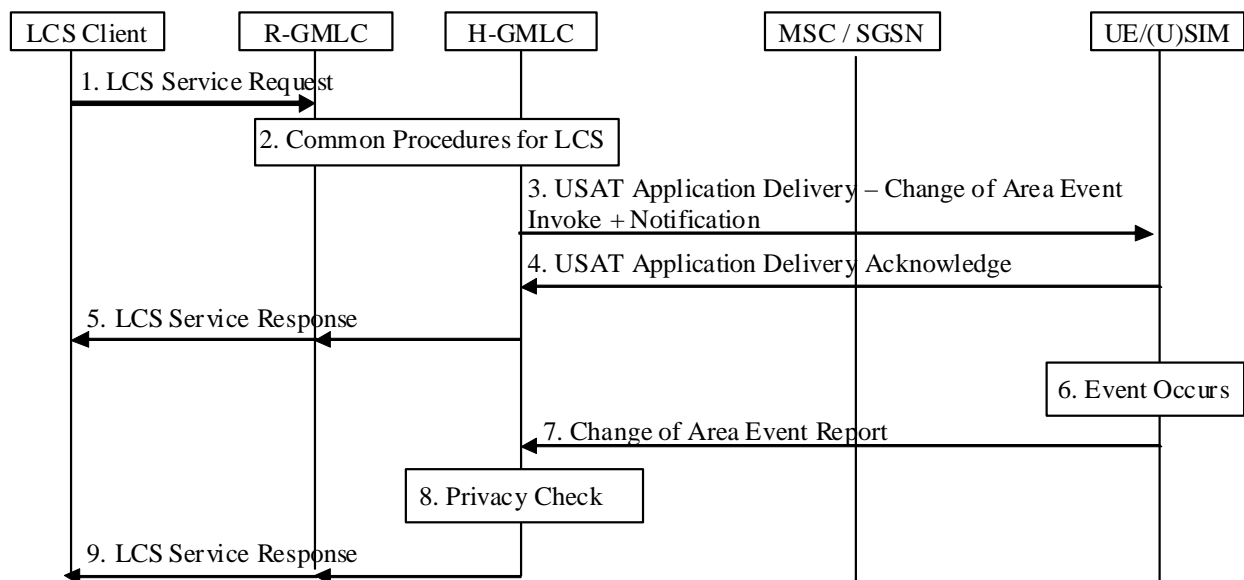 LCS Client
R-GMLC
H-GMLC
MSC / SGSN
UE/(U)SIM
1. LCS Service Request
2. Common Procedures for LCS
3. USAT Application Delivery – Change of Area Event
Invoke + Notification
4. USAT Application Delivery Acknowledge
5. LCS Service Response
6. Event Occurs
7. Change of Area Event Report
8. Privacy Check
9. LCS Service Response